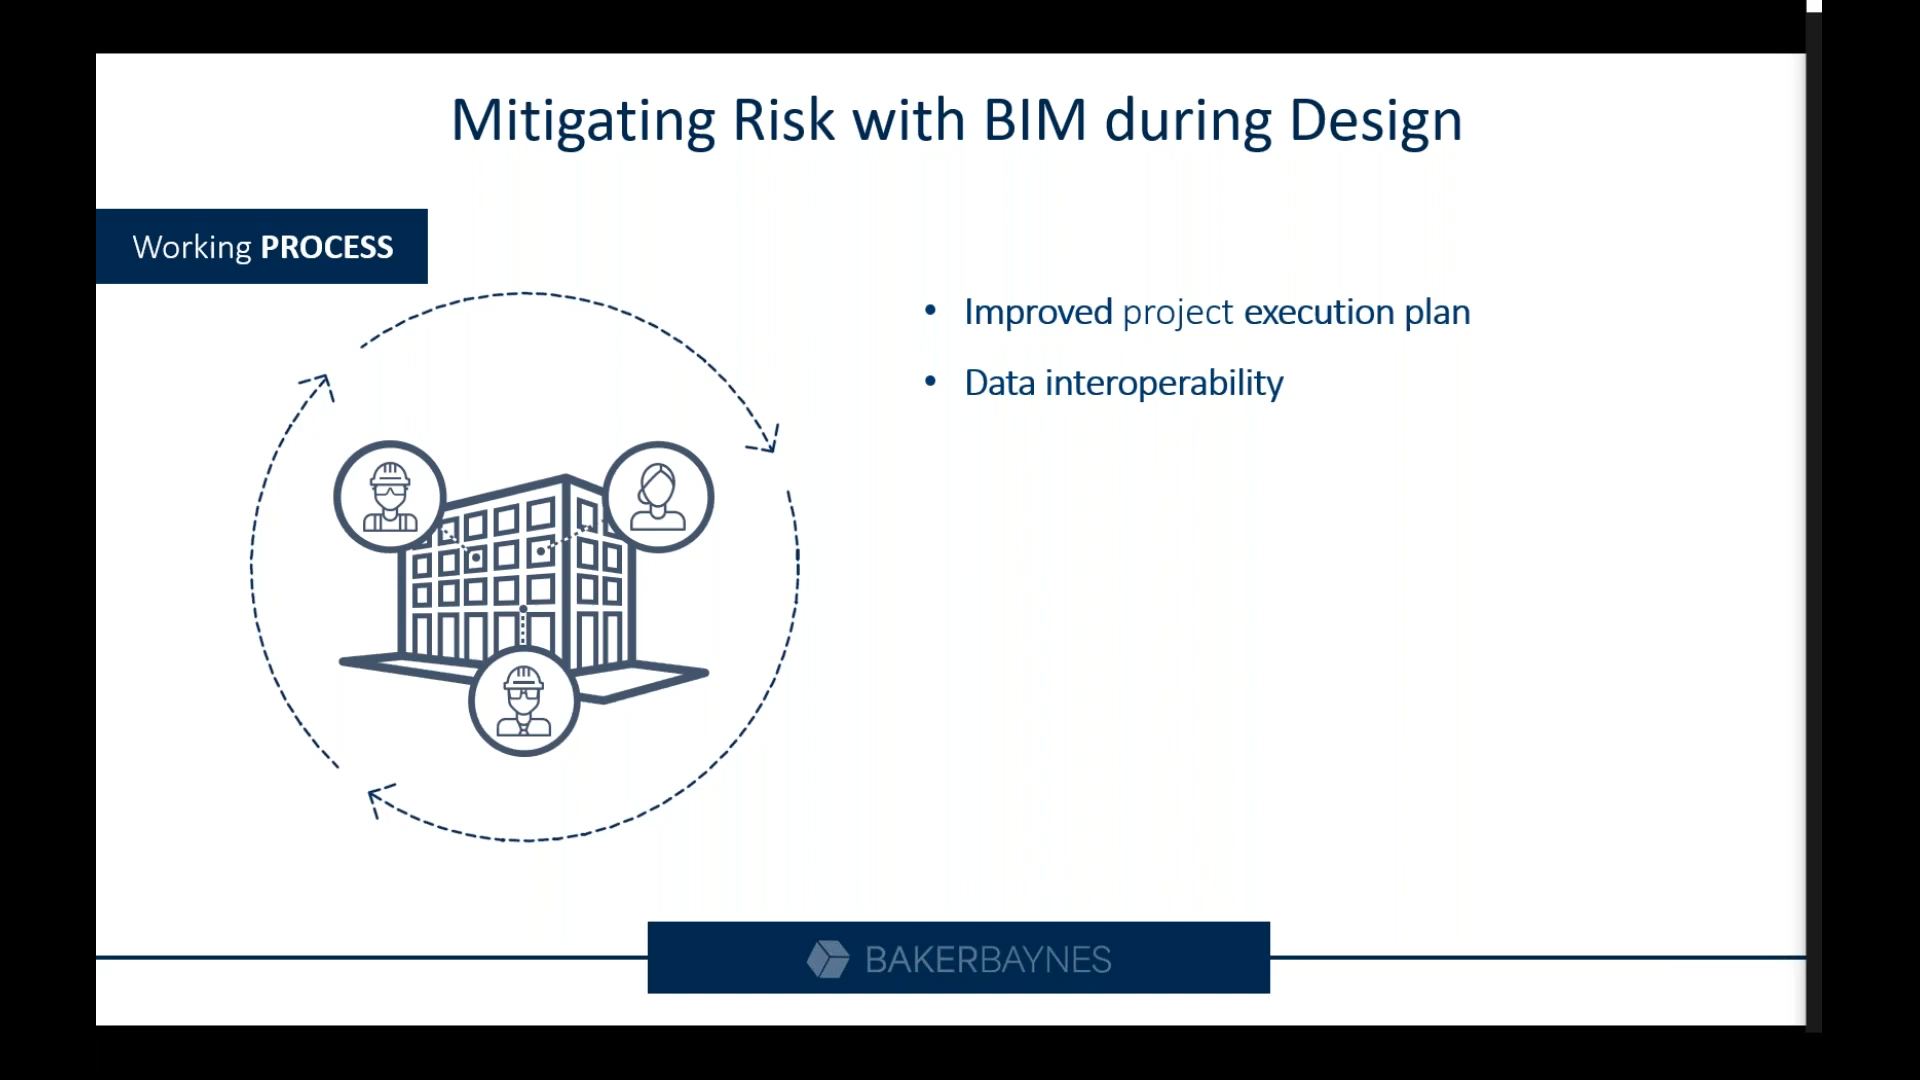 Mitigating Risk with BIM during Design
Working PROCESS
• Improved project execution plan
• Data interoperability
BAKERBAYNES